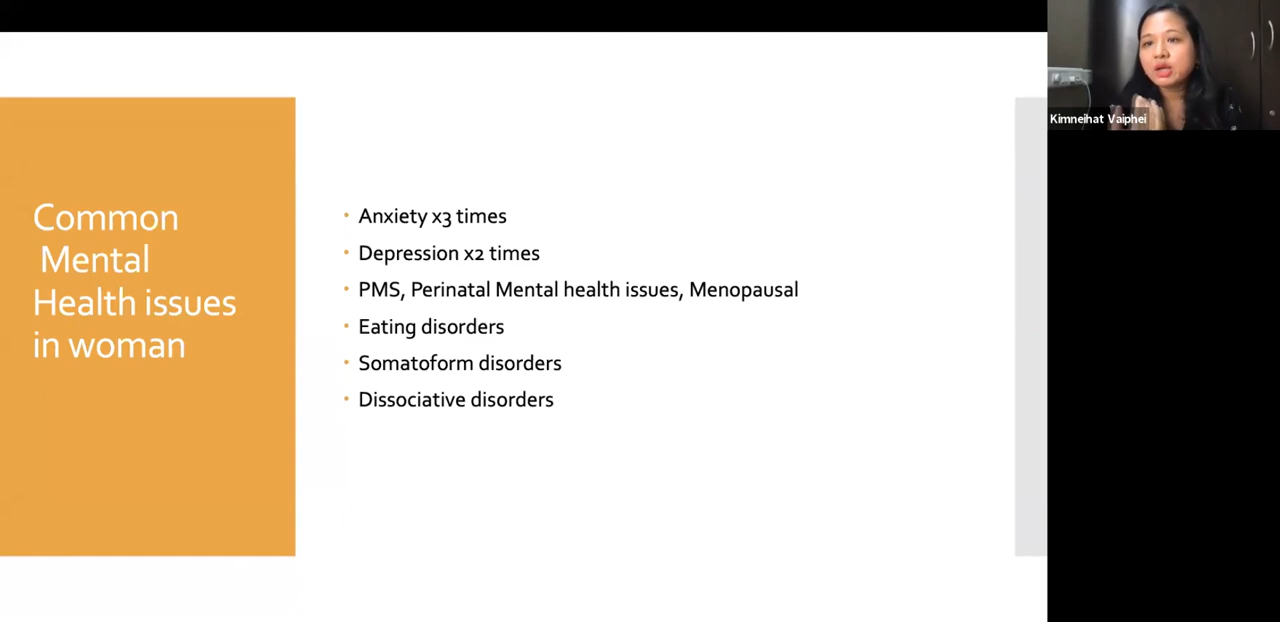 Common
Mental
Health issues
in woman
• Anxiety x3 times
• Depression x2 times
• PMS, Perinatal Mental health issues, Menopausal
• Eating disorders
• Somatoform disorders
• Dissociative disorders
Kimneihat Vaiphei